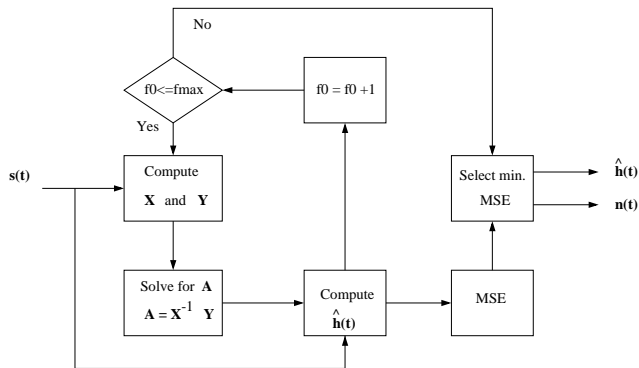 No
f0<=fmax
f0 = f0 +1
Yes
Compute
X and Y
s(t)
Select min.
MSE
ĥ(t)
n(t)
Solve for A
A = X⁻¹ Y
Compute
ĥ(t)
MSE